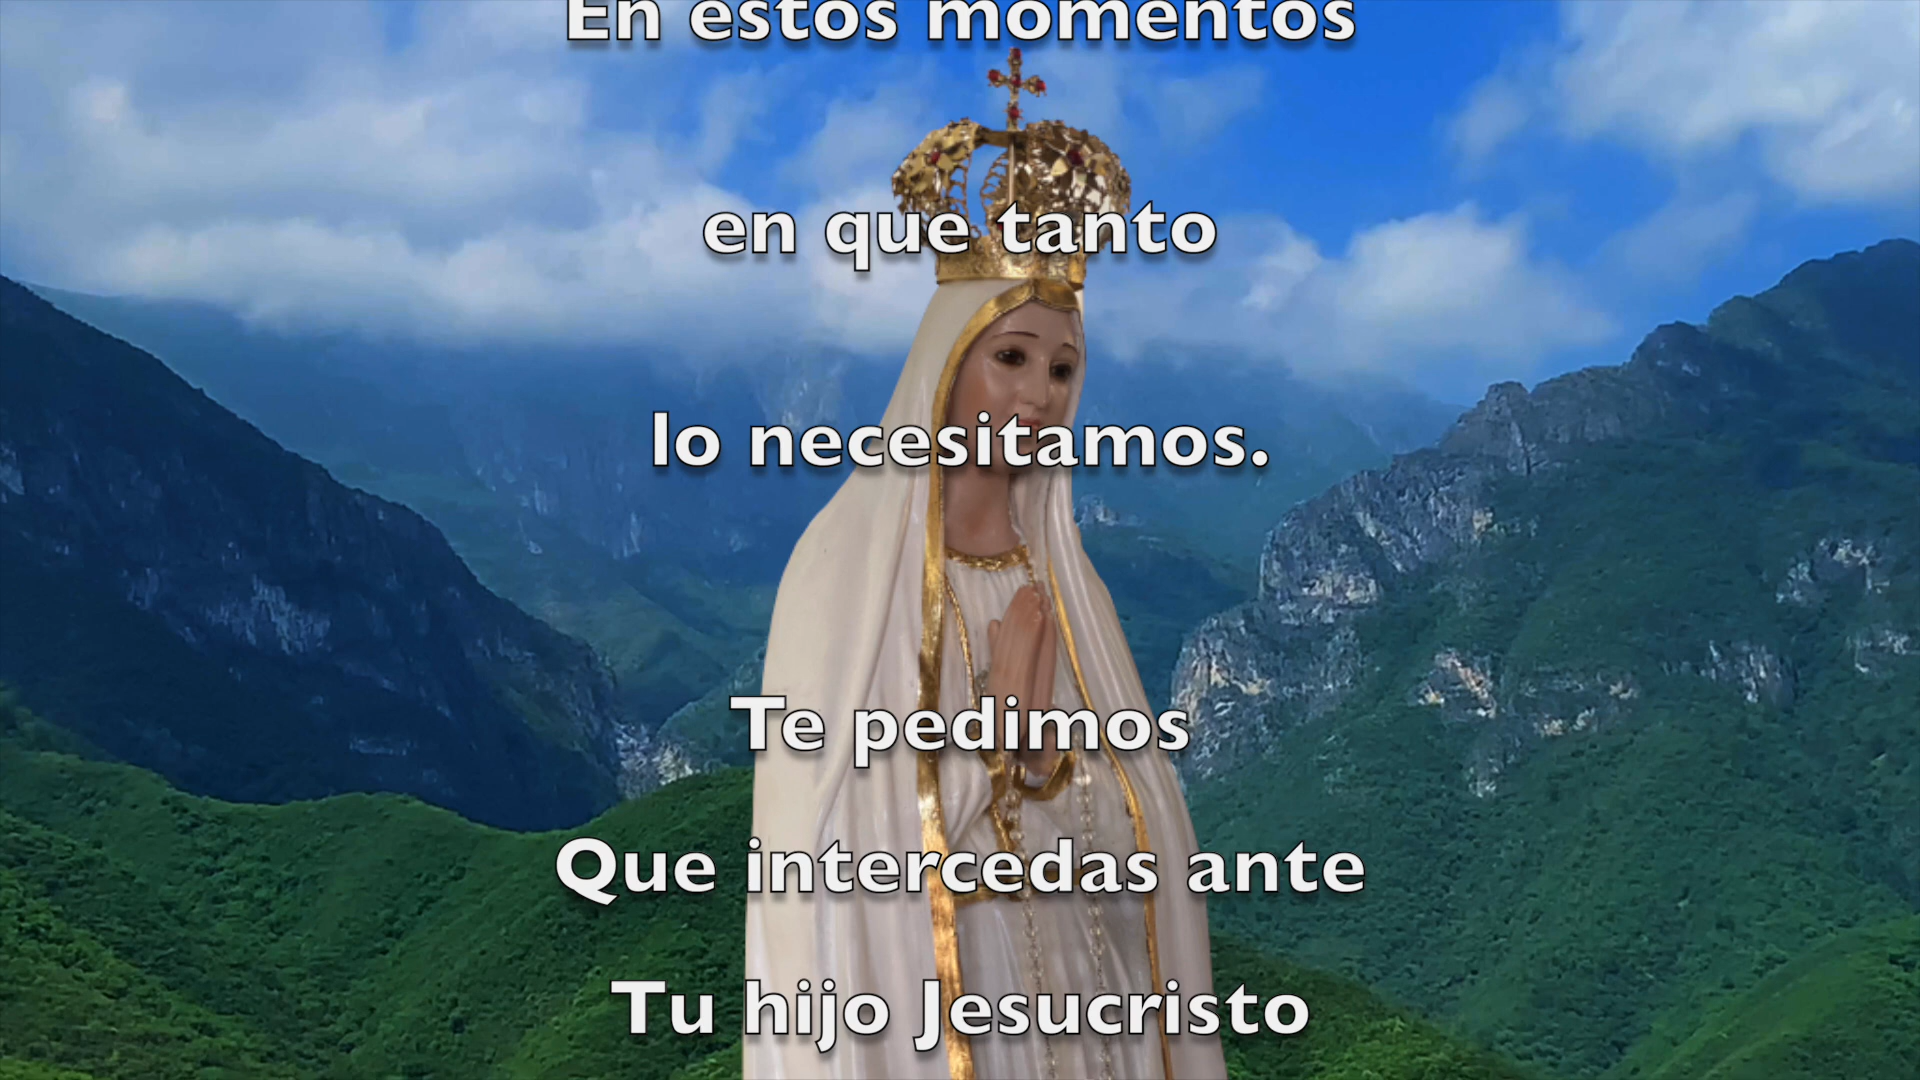 En estos momentos
en que tanto
lo necesitamos.
Te pedimos
Que intercedas ante
Tu hijo Jesucristo